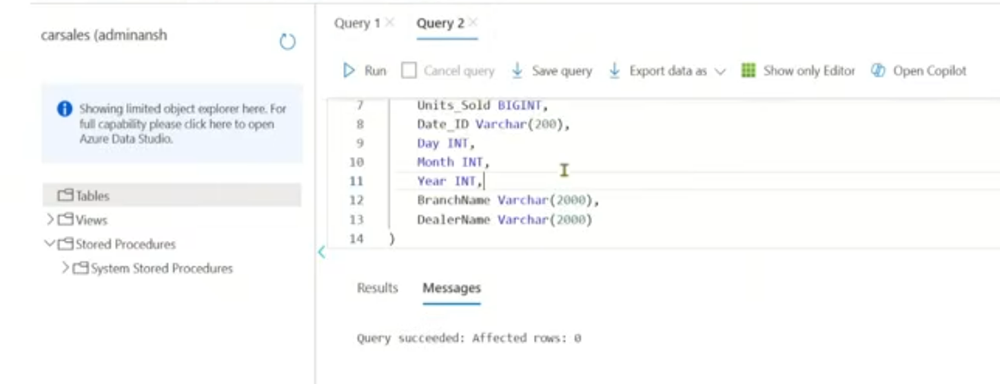 carsales (adminansh
Showing limited object explorer here. For
full capability please click here to open
Azure Data Studio.
Tables
Views
Stored Procedures
System Stored Procedures
Query 1
Query 2
Run
Cancel query
Save query
Export data as
Show only Editor
Open Copilot
7 Units_Sold BIGINT,
8 Date_ID Varchar(200),
9 Day INT,
10 Month INT,
11 Year INT,
12 BranchName Varchar(2000),
13 DealerName Varchar(2000)
14 )
Results
Messages
Query succeeded: Affected rows: 0